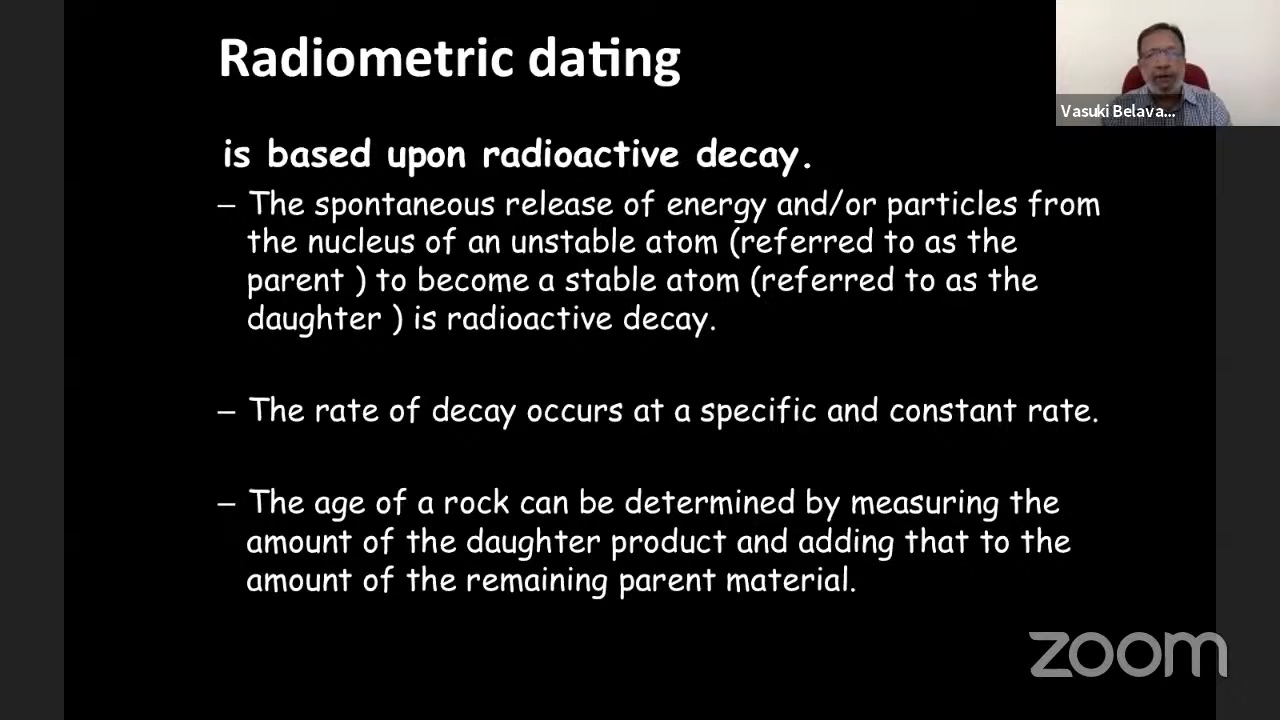 Radiometric dating
is based upon radioactive decay.
– The spontaneous release of energy and/or particles from
the nucleus of an unstable atom (referred to as the
parent ) to become a stable atom (referred to as the
daughter ) is radioactive decay.
– The rate of decay occurs at a specific and constant rate.
– The age of a rock can be determined by measuring the
amount of the daughter product and adding that to the
amount of the remaining parent material.
Vasuki Belava...
zoom